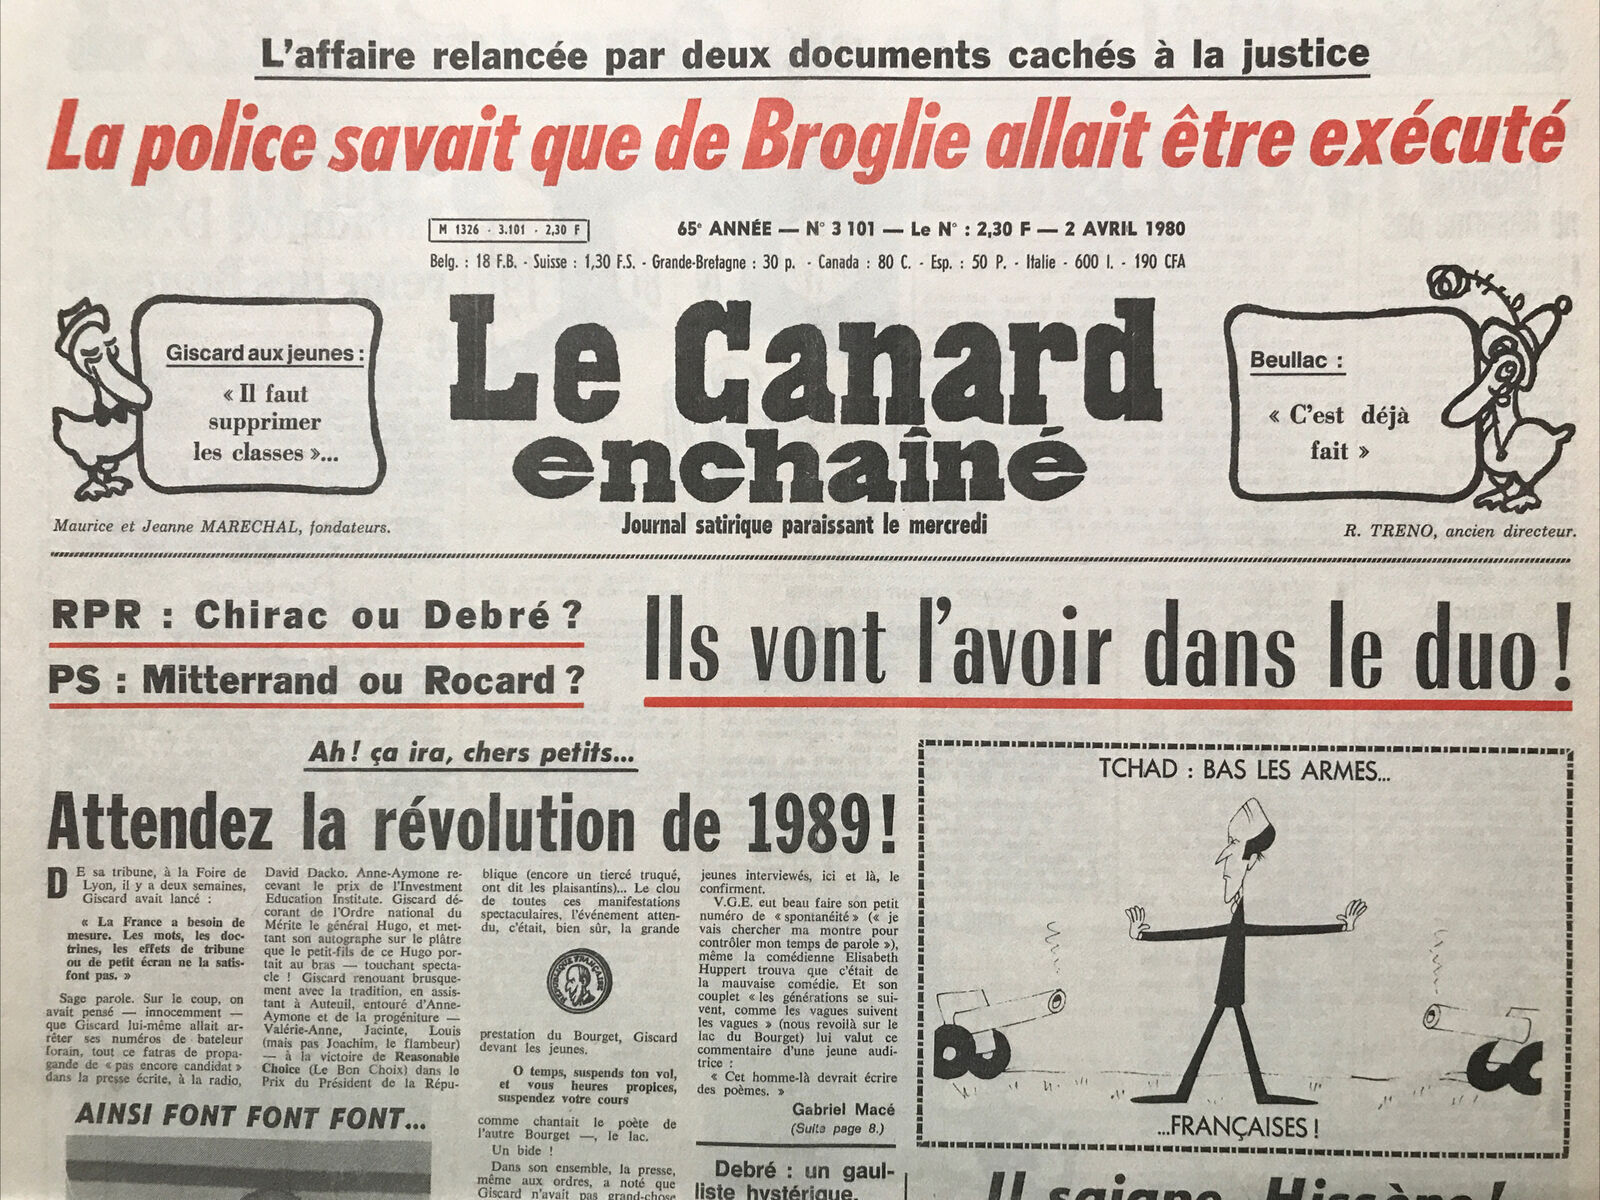 L'affaire relancée par deux documents cachés à la justice
La police savait que de Broglie allait être exécuté
M 1326 - 3.101 - 2,30 F
65e ANNÉE — N° 3 101 — Le N° : 2,30 F — 2 AVRIL 1980
Belg. : 18 F.B. - Suisse : 1,30 F.S. - Grande-Bretagne : 30 p. - Canada : 80 C. - Esp. : 50 P. - Italie - 600 l. - 190 CFA
Giscard aux jeunes :
« Il faut
supprimer
les classes »...
Le Canard
enchaîné
Journal satirique paraissant le mercredi
Beullac :
« C'est déjà
fait »
Maurice et Jeanne MARECHAL, fondateurs.
R. TRENO, ancien directeur.
RPR : Chirac ou Debré ?
PS : Mitterrand ou Rocard ?
Ils vont l'avoir dans le duo !
Ah ! ça ira, chers petits...
Attendez la révolution de 1989 !
DE sa tribune, à la Foire de
Lyon, il y a deux semaines,
Giscard avait lancé :
« La France a besoin de
mesure. Les mots, les doc-
trines, les effets de tribune
ou de petit écran ne la satis-
font pas. »
Sage parole. Sur le coup, on
avait pensé — innocemment —
que Giscard lui-même allait ar-
rêter ses numéros de bateleur
forain, tout ce fatras de propa-
gande de « pas encore candidat »
dans la presse écrite, à la radio,
AINSI FONT FONT FONT...
David Dacko. Anne-Aymone re-
cevant le prix de l'Investment
Education Institute. Giscard dé-
corant de l'Ordre national du
Mérite le général Hugo, et met-
tant son autographe sur le plâtre
que le petit-fils de ce Hugo por-
tait au bras — touchant specta-
cle ! Giscard renouant brusque-
ment avec la tradition, en assis-
tant à Auteuil, entouré d'Anne-
Aymone et de la progéniture —
Valérie-Anne, Jacinte, Louis
(mais pas Joachim, le flambeur)
— à la victoire de Reasonable
Choice (Le Bon Choix) dans le
Prix du Président de la Répu-
blique (encore un tiercé truqué,
ont dit les plaisantins)... Le clou
de toutes ces manifestations
spectaculaires, l'événement atten-
du, c'était, bien sûr, la grande
REPUBLIQUE FRANÇAISE
prestation du Bourget, Giscard
devant les jeunes.
O temps, suspends ton vol,
et vous heures propices,
suspendez votre cours
comme chantait le poète de
l'autre Bourget —, le lac.
Un bide !
Dans son ensemble, la presse,
même aux ordres, a noté que
Giscard n'avait pas grand-chose
jeunes interviewés, ici et là, le
confirment.
V.G.E. eut beau faire son petit
numéro de « spontanéité » (« je
vais chercher ma montre pour
contrôler mon temps de parole »),
même la comédienne Elisabeth
Huppert trouva que c'était de
la mauvaise comédie. Et son
couplet « les générations se sui-
vent, comme les vagues suivent
les vagues » (nous revoilà sur le
lac du Bourget) lui valut ce
commentaire d'une jeune audi-
trice :
« Cet homme-là devrait écrire
des poèmes. »
Gabriel Macé
(Suite page 8.)
Debré : un gaul-
liste hystérique.
TCHAD : BAS LES ARMES...
...FRANÇAISES !
Il saigne, Hissène!